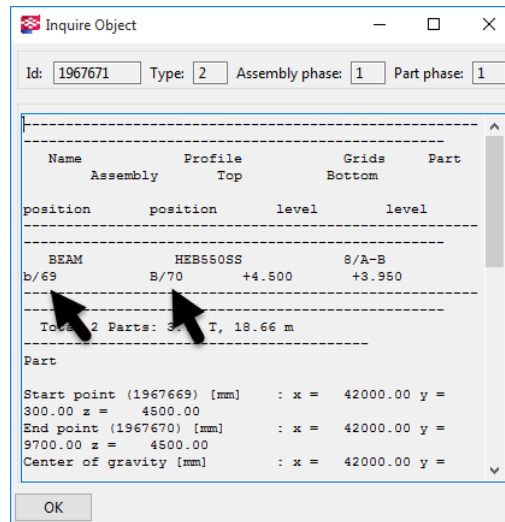 Inquire Object
Id: 1967671 Type: 2 Assembly phase: 1 Part phase: 1
--------------------------------------------------------
----------------------------------------------------
Name Profile Grids Part
Assembly Top Bottom
position position level level
--------------------------------------------------------
----------------------------------------------------
BEAM HEB550SS 8/A-B
b/69 B/70 +4.500 +3.950
--------------------------------------------------------
----------------------------------------------------
2 Parts: T, 18.66 m
-------------------------------------------
Part
Start point (1967669) [mm] : x = 42000.00 y =
300.00 z = 4500.00
End point (1967670) [mm] : x = 42000.00 y =
9700.00 z = 4500.00
Center of gravity [mm] : x = 42000.00 y =
OK